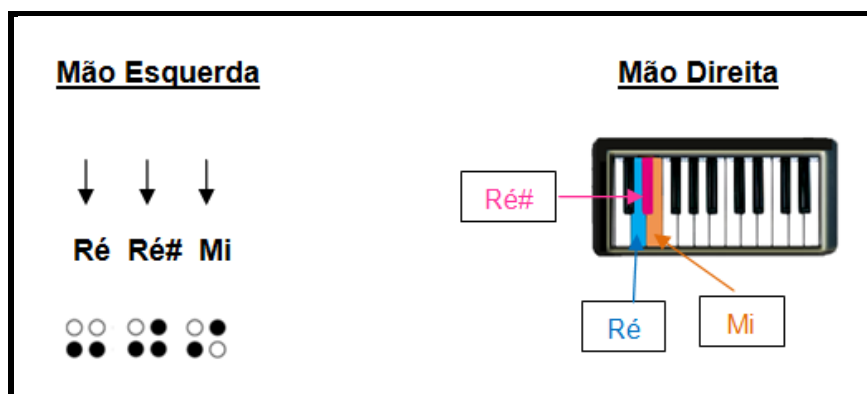 Mão Esquerda
Mão Direita
Ré#
Ré Ré# Mi
Ré
Mi